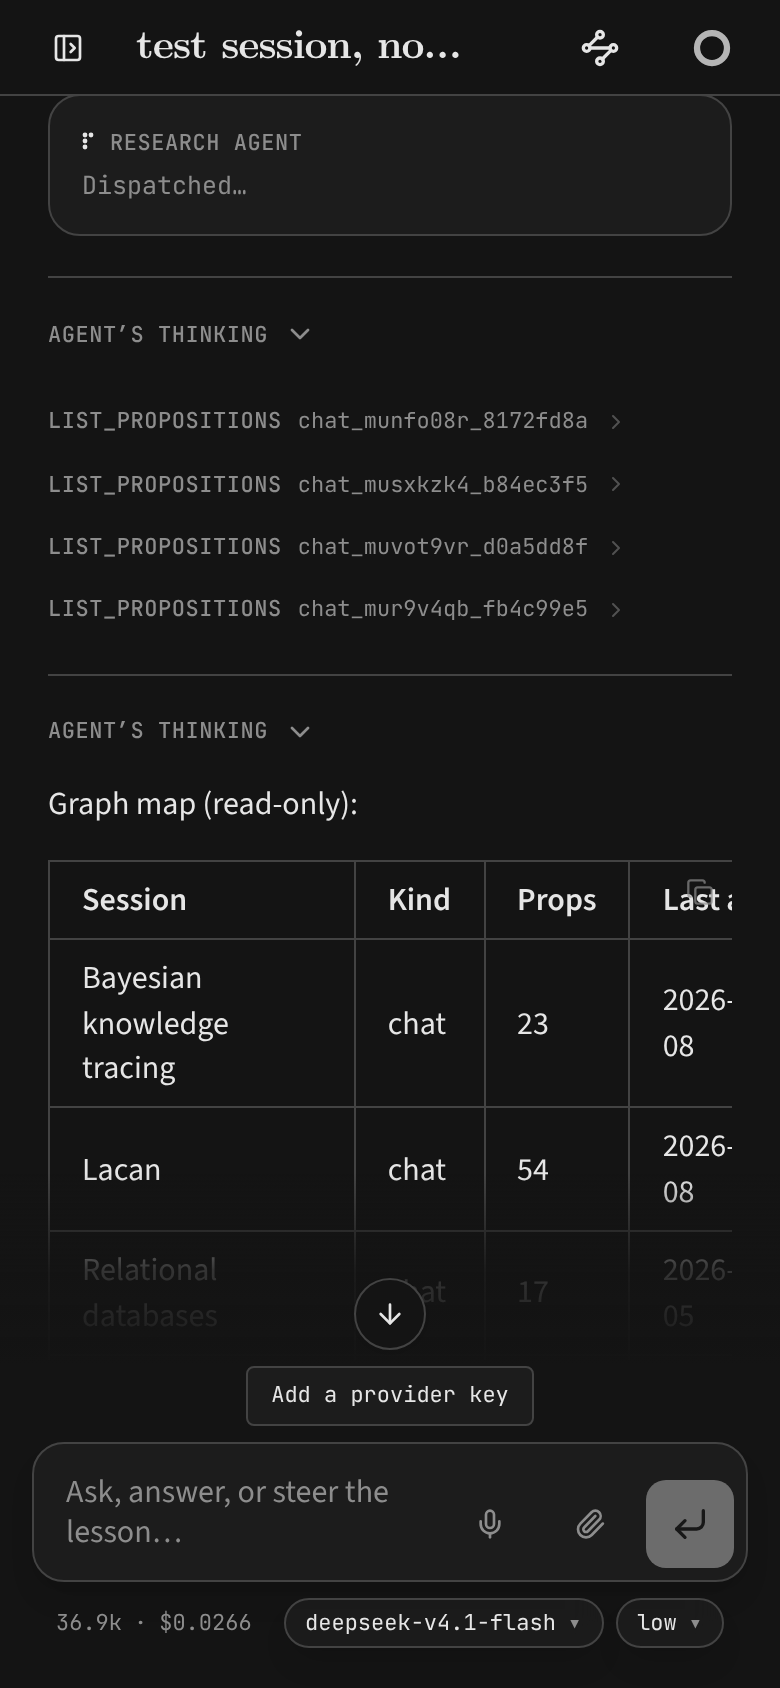 test session, no...
RESEARCH AGENT
Dispatched…
AGENT’S THINKING
LIST_PROPOSITIONS chat_munfo08r_8172fd8a
LIST_PROPOSITIONS chat_musxkzk4_b84ec3f5
LIST_PROPOSITIONS chat_muvot9vr_d0a5dd8f
LIST_PROPOSITIONS chat_mur9v4qb_fb4c99e5
AGENT’S THINKING
Graph map (read-only):
Session Kind Props Last
Bayesian
knowledge
tracing
chat 23
2026-
08
Lacan chat 54
2026-
08
Relational
databases
17
2026-
05
Add a provider key
Ask, answer, or steer the
lesson…
36.9k · $0.0266 deepseek-v4.1-flash ▾ low ▾